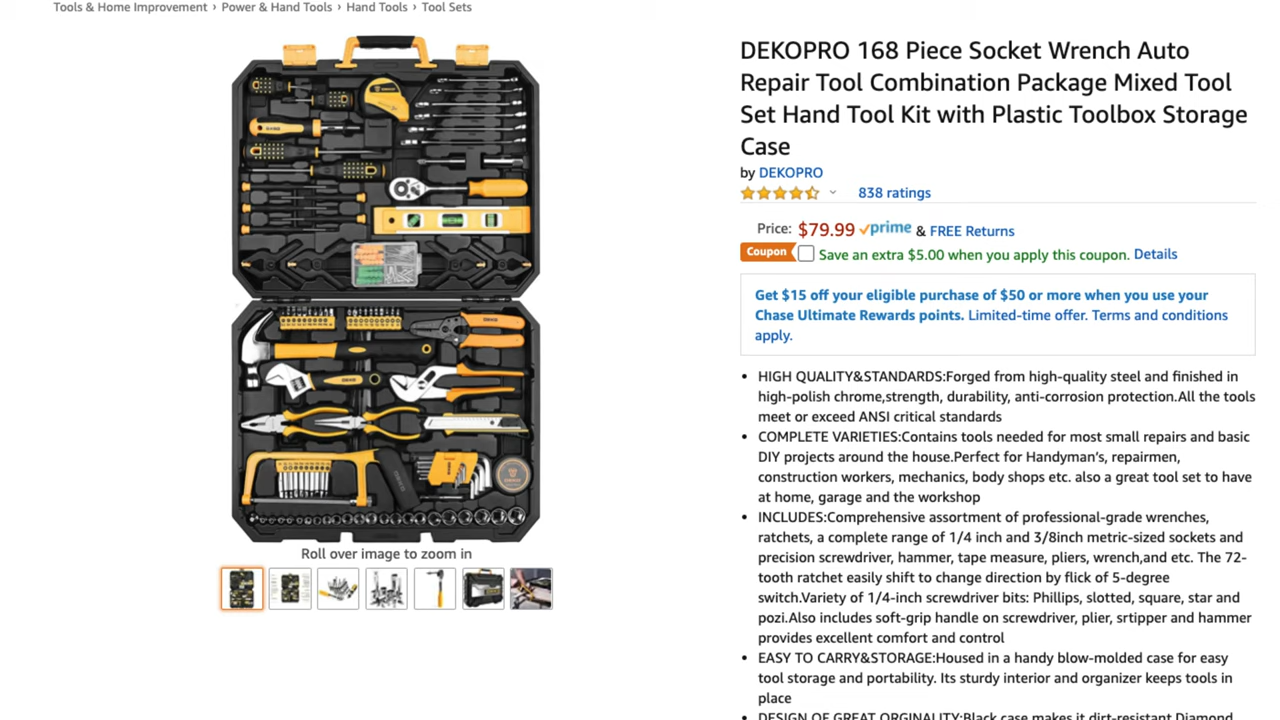 Tools & Home Improvement › Power & Hand Tools › Hand Tools › Tool Sets
DEKOPRO 168 Piece Socket Wrench Auto
Repair Tool Combination Package Mixed Tool
Set Hand Tool Kit with Plastic Toolbox Storage
Case
by DEKOPRO
838 ratings
Price: $79.99 prime & FREE Returns
Coupon Save an extra $5.00 when you apply this coupon. Details
Get $15 off your eligible purchase of $50 or more when you use your
Chase Ultimate Rewards points. Limited-time offer. Terms and conditions
apply.
• HIGH QUALITY&STANDARDS:Forged from high-quality steel and finished in
high-polish chrome,strength, durability, anti-corrosion protection.All the tools
meet or exceed ANSI critical standards
• COMPLETE VARIETIES:Contains tools needed for most small repairs and basic
DIY projects around the house.Perfect for Handyman's, repairmen,
construction workers, mechanics, body shops etc. also a great tool set to have
at home, garage and the workshop
• INCLUDES:Comprehensive assortment of professional-grade wrenches,
ratchets, a complete range of 1/4 inch and 3/8inch metric-sized sockets and
precision screwdriver, hammer, tape measure, pliers, wrench,and etc. The 72-
tooth ratchet easily shift to change direction by flick of 5-degree
switch.Variety of 1/4-inch screwdriver bits: Phillips, slotted, square, star and
pozi.Also includes soft-grip handle on screwdriver, plier, srtipper and hammer
provides excellent comfort and control
• EASY TO CARRY&STORAGE:Housed in a handy blow-molded case for easy
tool storage and portability. Its sturdy interior and organizer keeps tools in
place
• DESIGN OF GREAT ORGINALITY:Black case makes it dirt-resistant Diamond
Roll over image to zoom in